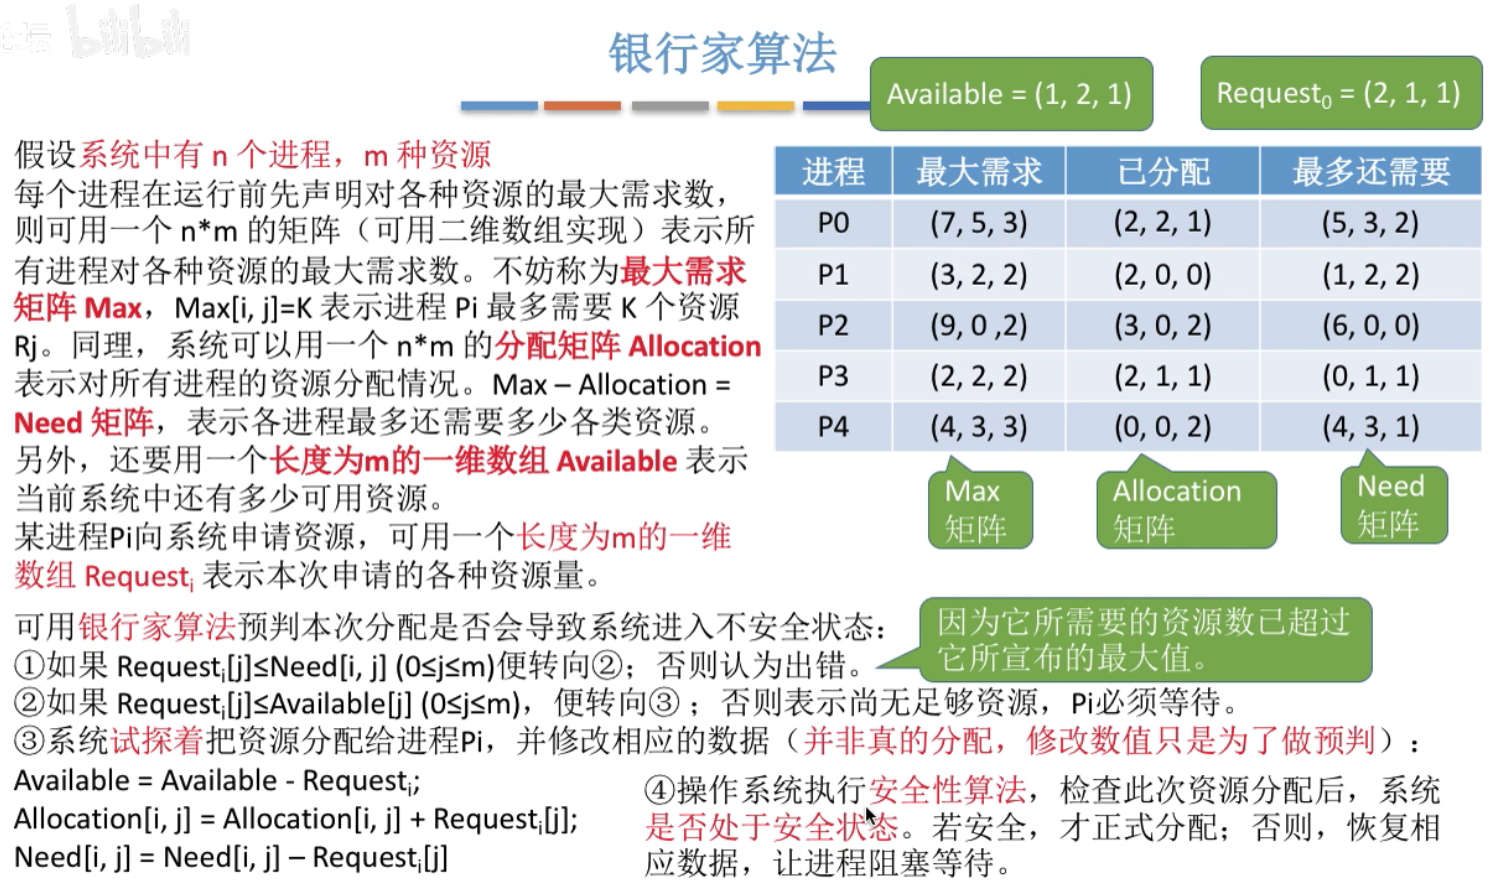 bilibili
银行家算法
Available = (1, 2, 1)
Request0 = (2, 1, 1)
假设系统中有 n 个进程，m 种资源
每个进程在运行前先声明对各种资源的最大需求数，
则可用一个 n*m 的矩阵（可用二维数组实现）表示所
有进程对各种资源的最大需求数。不妨称为最大需求
矩阵 Max，Max[i, j]=K 表示进程 Pi 最多需要 K 个资源
Rj。同理，系统可以用一个 n*m 的分配矩阵 Allocation
表示对所有进程的资源分配情况。Max – Allocation =
Need 矩阵，表示各进程最多还需要多少各类资源。
另外，还要用一个长度为m的一维数组 Available 表示
当前系统中还有多少可用资源。
某进程Pi向系统申请资源，可用一个长度为m的一维
数组 Requesti 表示本次申请的各种资源量。
进程 最大需求 已分配 最多还需要
P0 (7, 5, 3) (2, 2, 1) (5, 3, 2)
P1 (3, 2, 2) (2, 0, 0) (1, 2, 2)
P2 (9, 0 ,2) (3, 0, 2) (6, 0, 0)
P3 (2, 2, 2) (2, 1, 1) (0, 1, 1)
P4 (4, 3, 3) (0, 0, 2) (4, 3, 1)
Max
矩阵
Allocation
矩阵
Need
矩阵
可用银行家算法预判本次分配是否会导致系统进入不安全状态：
①如果 Requesti[j]≤Need[i, j] (0≤j≤m)便转向②；否则认为出错。
因为它所需要的资源数已超过
它所宣布的最大值。
②如果 Requesti[j]≤Available[j] (0≤j≤m)，便转向③；否则表示尚无足够资源，Pi必须等待。
③系统试探着把资源分配给进程Pi，并修改相应的数据（并非真的分配，修改数值只是为了做预判）：
Available = Available - Requesti;
Allocation[i, j] = Allocation[i, j] + Requesti[j];
Need[i, j] = Need[i, j] – Requesti[j]
④操作系统执行安全性算法，检查此次资源分配后，系统
是否处于安全状态。若安全，才正式分配；否则，恢复相
应数据，让进程阻塞等待。